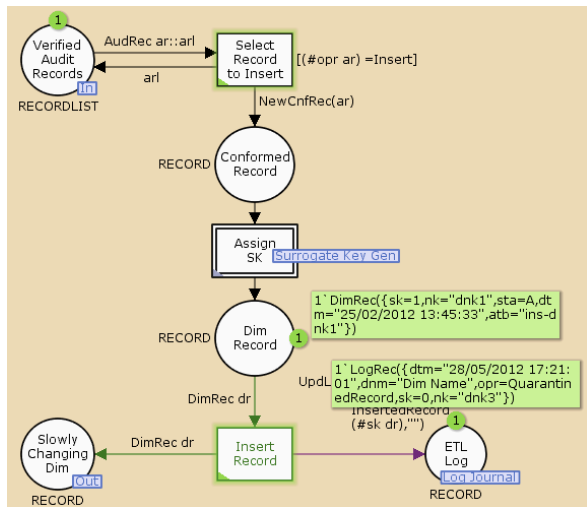 1
Verified
Audit
Records
In
RECORDLIST
AudRec ar::arl
arl
Select
Record
to Insert
[(#opr ar) =Insert]
NewCnfRec(ar)
RECORD
Conformed
Record
Assign
SK
Surrogate Key Gen
RECORD
Dim
Record
1
1`DimRec({sk=1,nk="dnk1",sta=A,dt
m="25/02/2012 13:45:33",atb="ins-
dnk1"})
1`LogRec({dtm="28/05/2012 17:21:
01",dnm="Dim Name",opr=Quarantin
edRecord,sk=0,nk="dnk3"})
UpdL
InsertedRecord
(#sk dr),"")
DimRec dr
DimRec dr
Slowly
Changing
Dim
Out
RECORD
Insert
Record
1
ETL
Log
Log Journal
RECORD